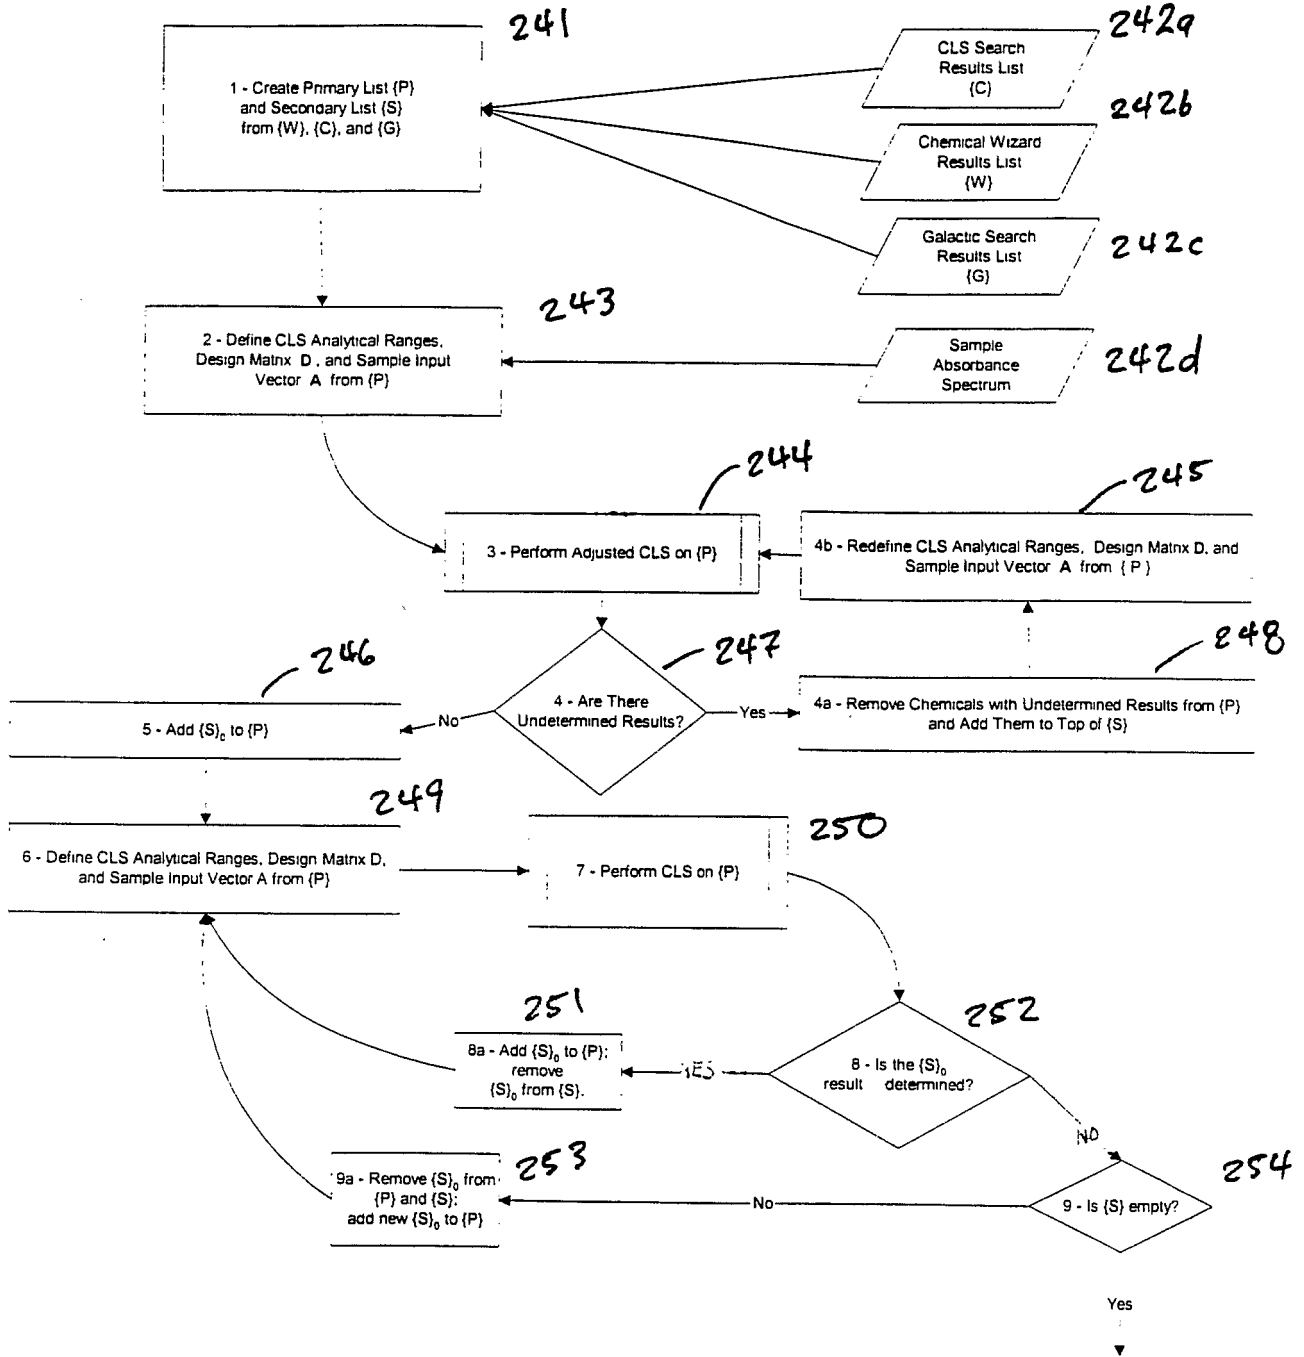 241
1 - Create Primary List {P}
and Secondary List {S}
from {W}, {C}, and {G}
242a
CLS Search
Results List
{C}
242b
Chemical Wizard
Results List
{W}
242c
Galactic Search
Results List
{G}
243
2 - Define CLS Analytical Ranges,
Design Matrix D, and Sample Input
Vector A from {P}
242d
Sample
Absorbance
Spectrum
244
3 - Perform Adjusted CLS on {P}
245
4b - Redefine CLS Analytical Ranges, Design Matrix D, and
Sample Input Vector A from { P }
246
5 - Add {S}₀ to {P}
No
247
4 - Are There
Undetermined Results?
Yes
248
4a - Remove Chemicals with Undetermined Results from {P}
and Add Them to Top of {S}
249
6 - Define CLS Analytical Ranges, Design Matrix D,
and Sample Input Vector A from {P}
250
7 - Perform CLS on {P}
251
8a - Add {S}₀ to {P};
remove
{S}₀ from {S}.
YES
252
8 - Is the {S}₀
result determined?
NO
253
9a - Remove {S}₀ from
{P} and {S};
add new {S}₀ to {P}
No
254
9 - Is {S} empty?
Yes